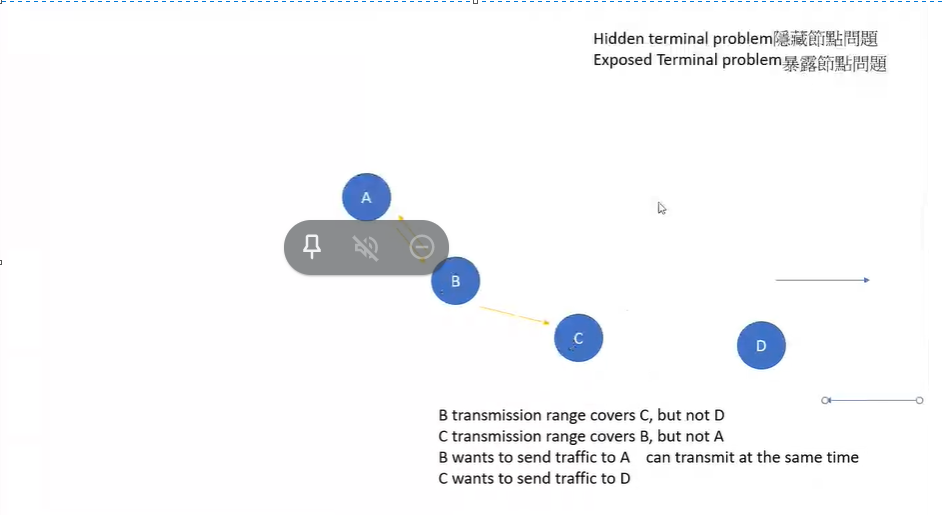 Hidden terminal problem隱藏節點問題
Exposed Terminal problem暴露節點問題
A
B
C
D
B transmission range covers C, but not D
C transmission range covers B, but not A
B wants to send traffic to A can transmit at the same time
C wants to send traffic to D